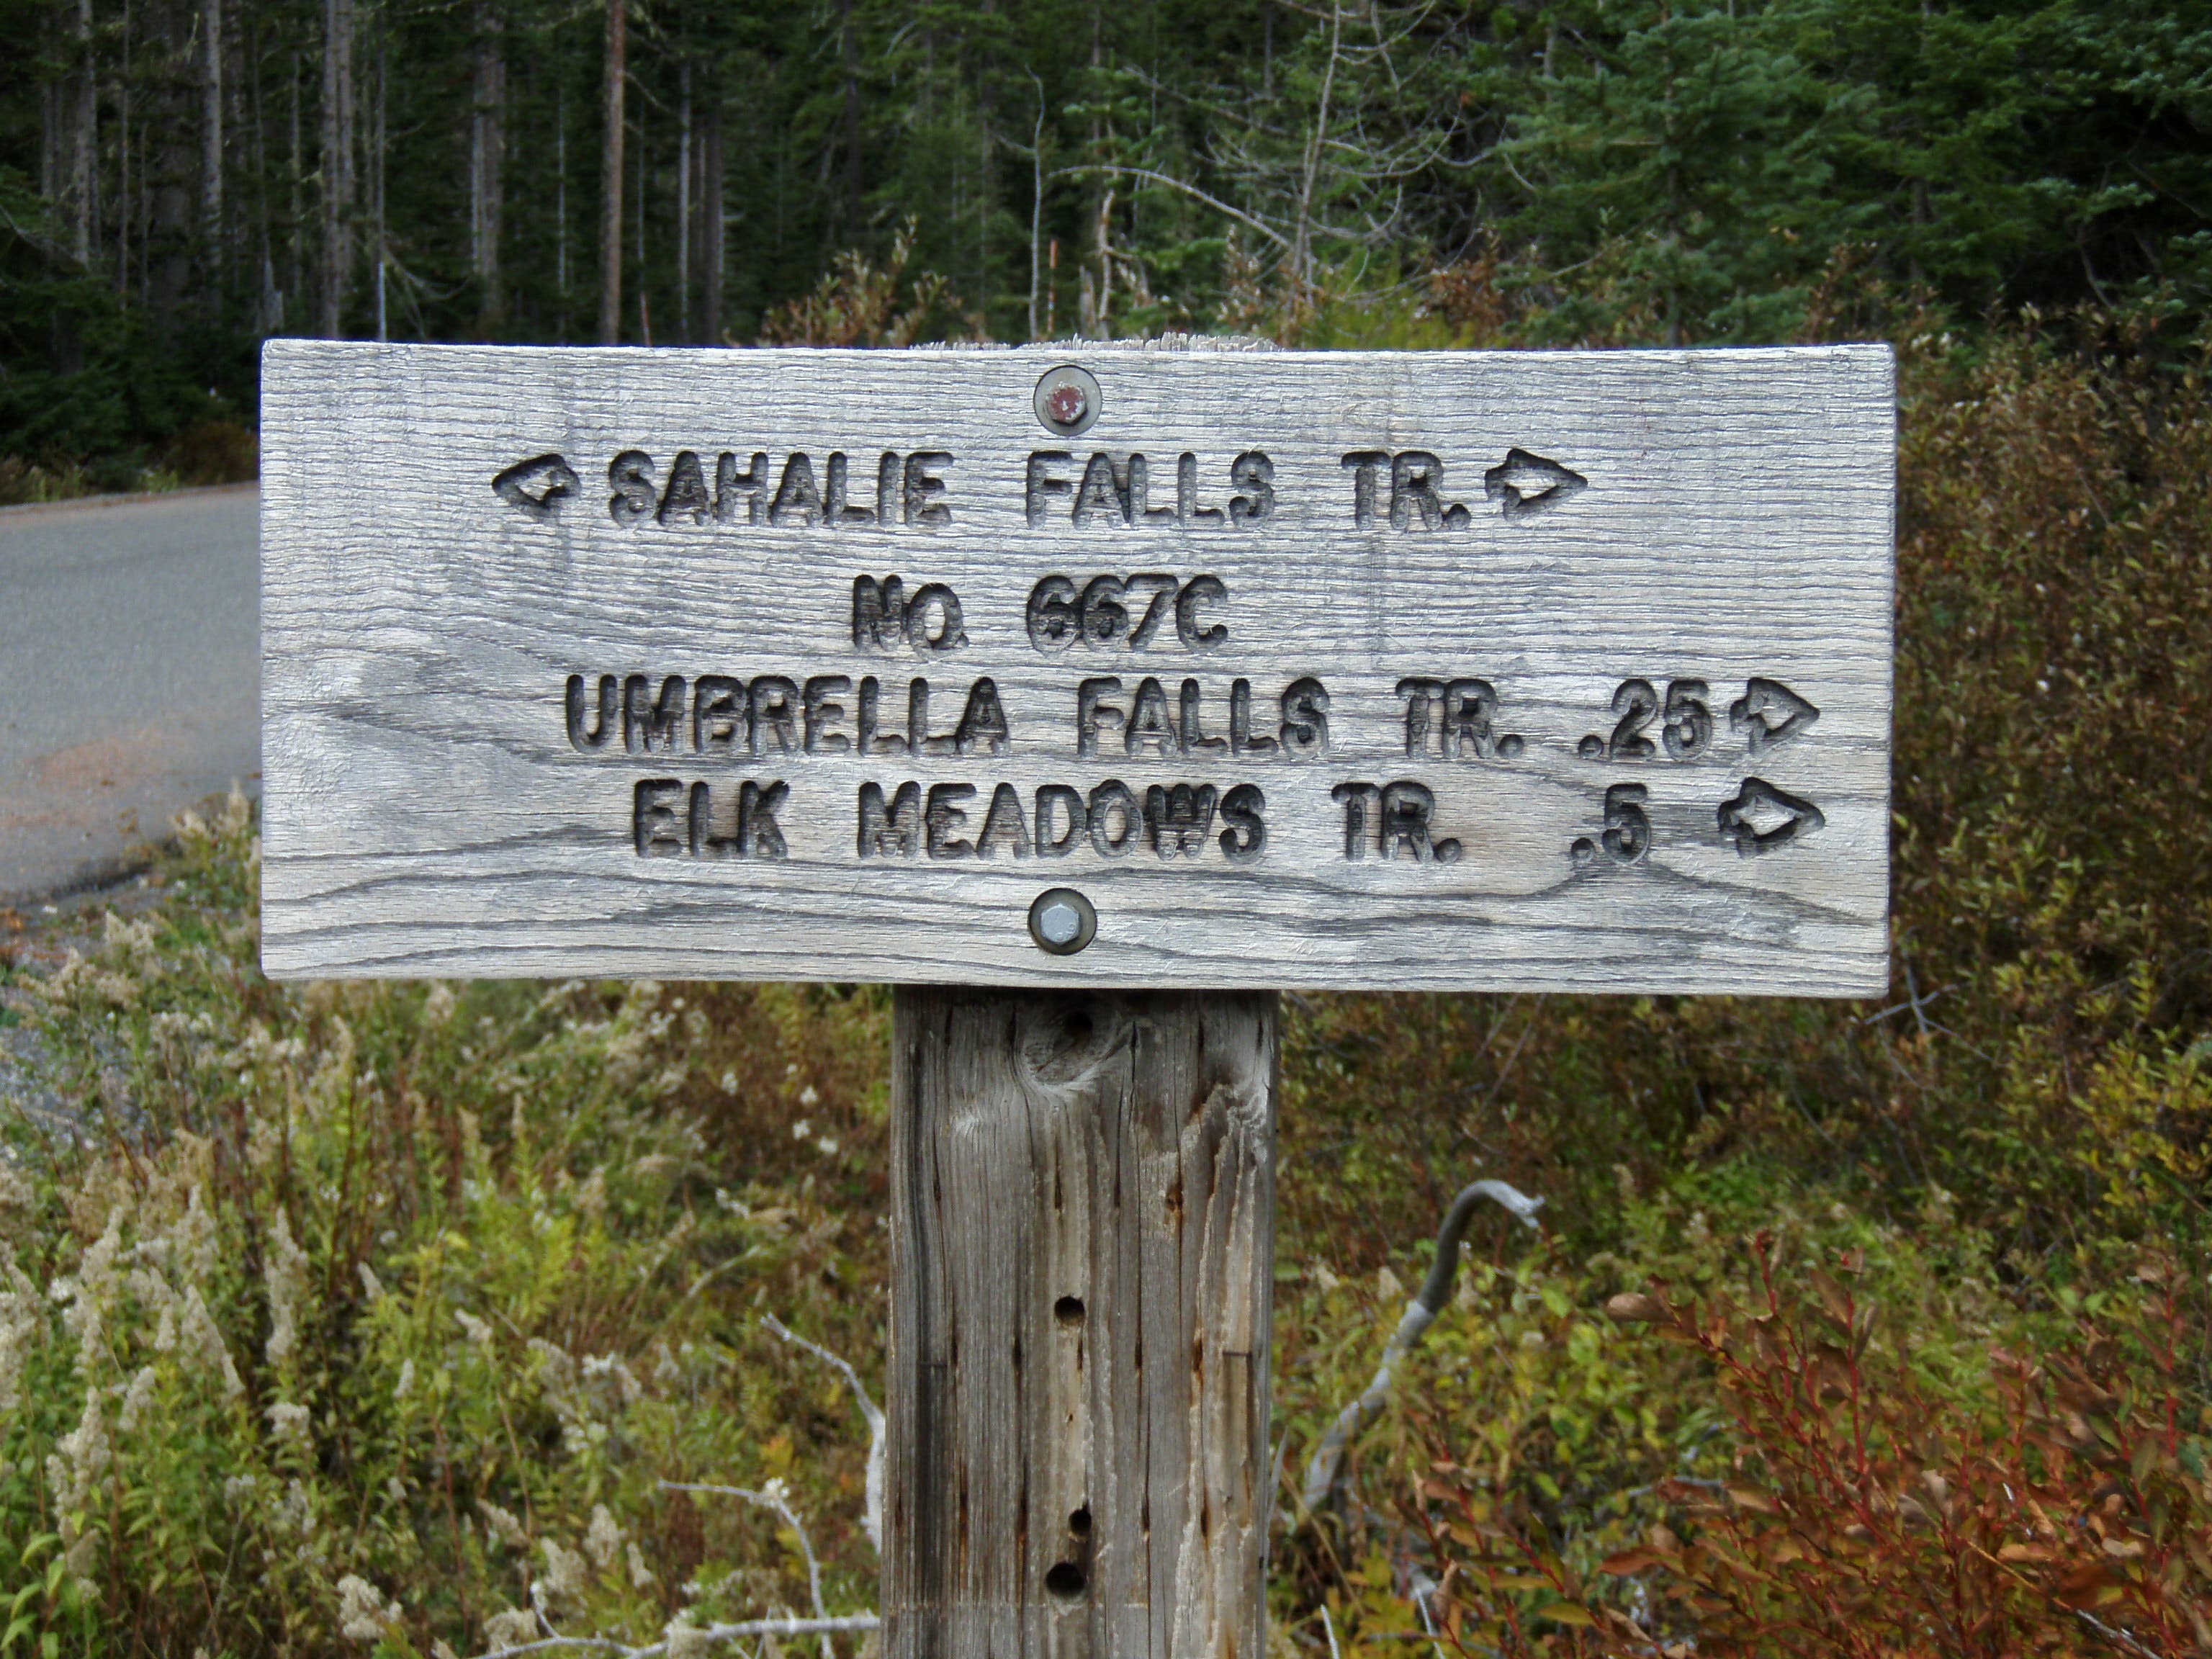 SAHALIE FALLS TR.
NO. 667C
UMBRELLA FALLS TR. .25
ELK MEADOWS TR. .5